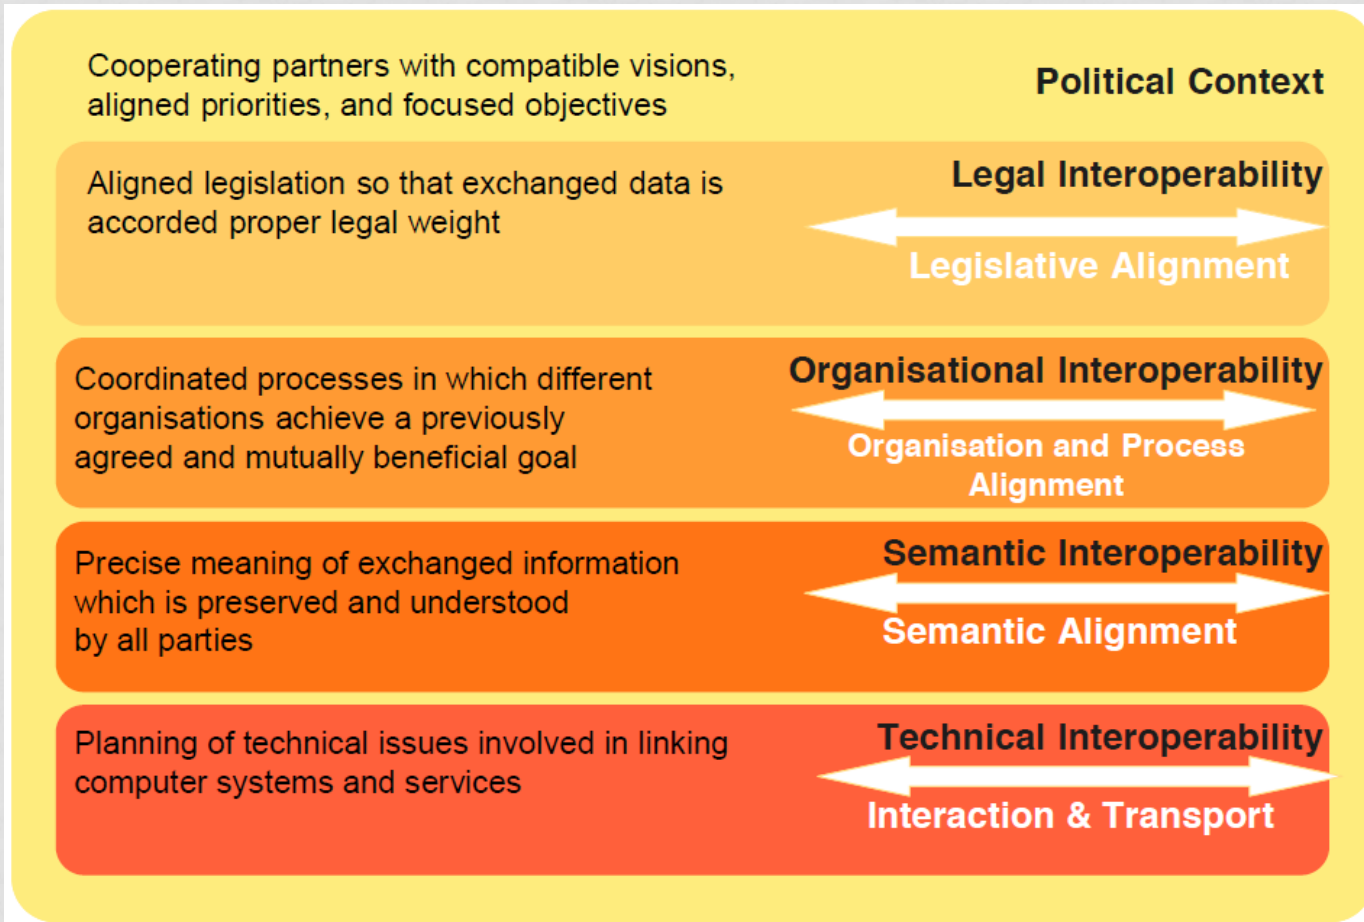 Cooperating partners with compatible visions,
aligned priorities, and focused objectives
Political Context
Aligned legislation so that exchanged data is
accorded proper legal weight
Legal Interoperability
Legislative Alignment
Coordinated processes in which different
organisations achieve a previously
agreed and mutually beneficial goal
Organisational Interoperability
Organisation and Process
Alignment
Precise meaning of exchanged information
which is preserved and understood
by all parties
Semantic Interoperability
Semantic Alignment
Planning of technical issues involved in linking
computer systems and services
Technical Interoperability
Interaction & Transport